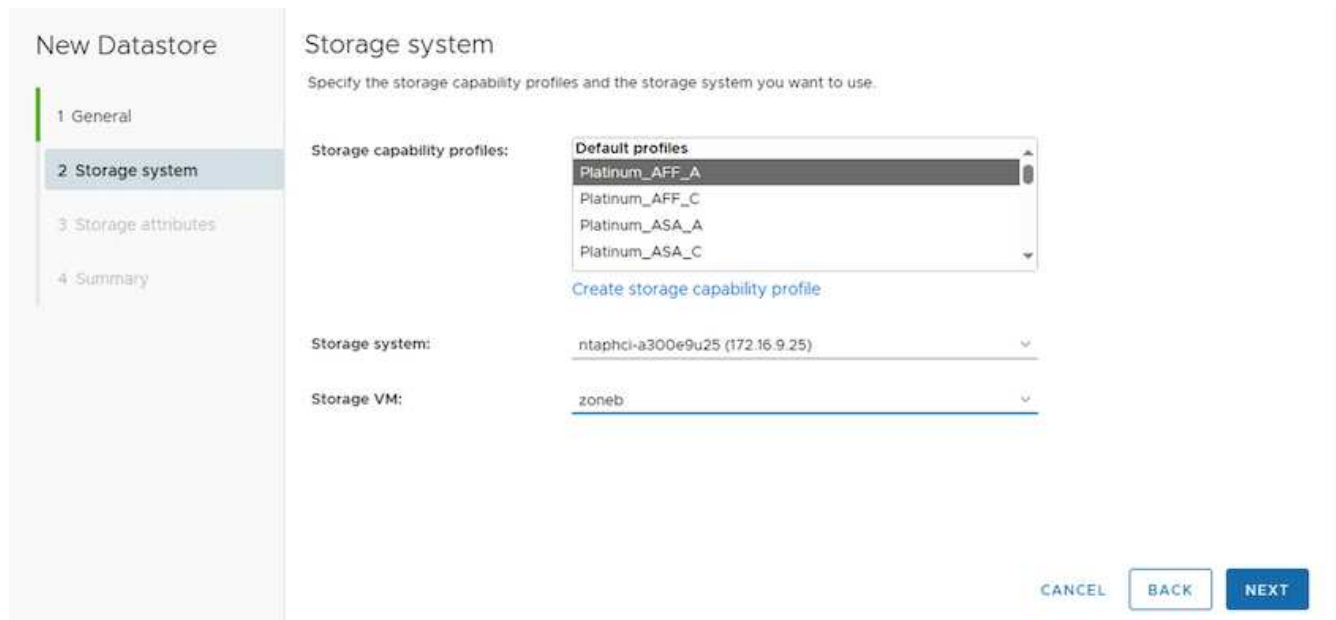 New Datastore
1 General
2 Storage system
3 Storage attributes
4 Summary
Storage system
Specify the storage capability profiles and the storage system you want to use.
Storage capability profiles:
Default profiles
Platinum_AFF_A
Platinum_AFF_C
Platinum_ASA_A
Platinum_ASA_C
Create storage capability profile
Storage system:
ntaphci-a300e9u25 (172.16.9.25)
Storage VM:
zoneb
CANCEL
BACK
NEXT